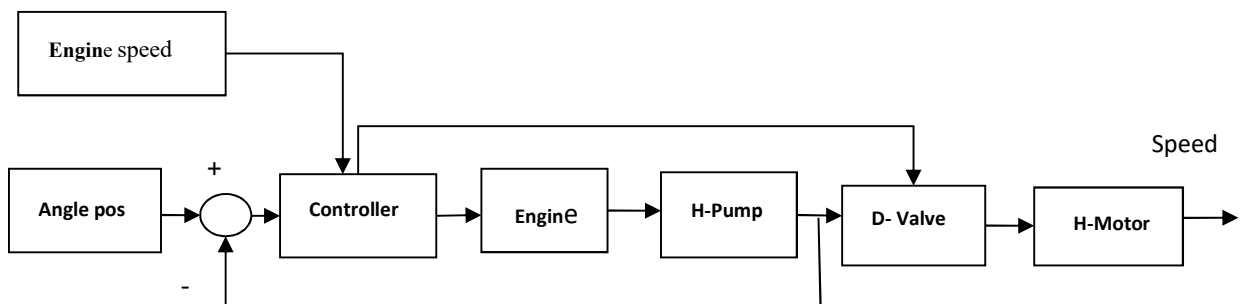 Engine speed
Speed
+
Angle pos
Controller
Engine
H-Pump
D- Valve
H-Motor
-